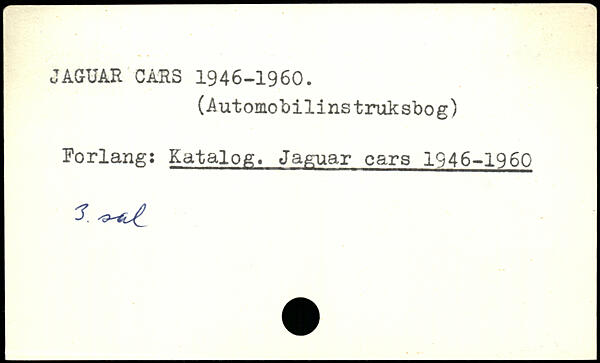 JAGUAR CARS 1946-1960.
(Automobilinstruksbog)
Forlang: Katalog. Jaguar cars 1946-1960
3. sal